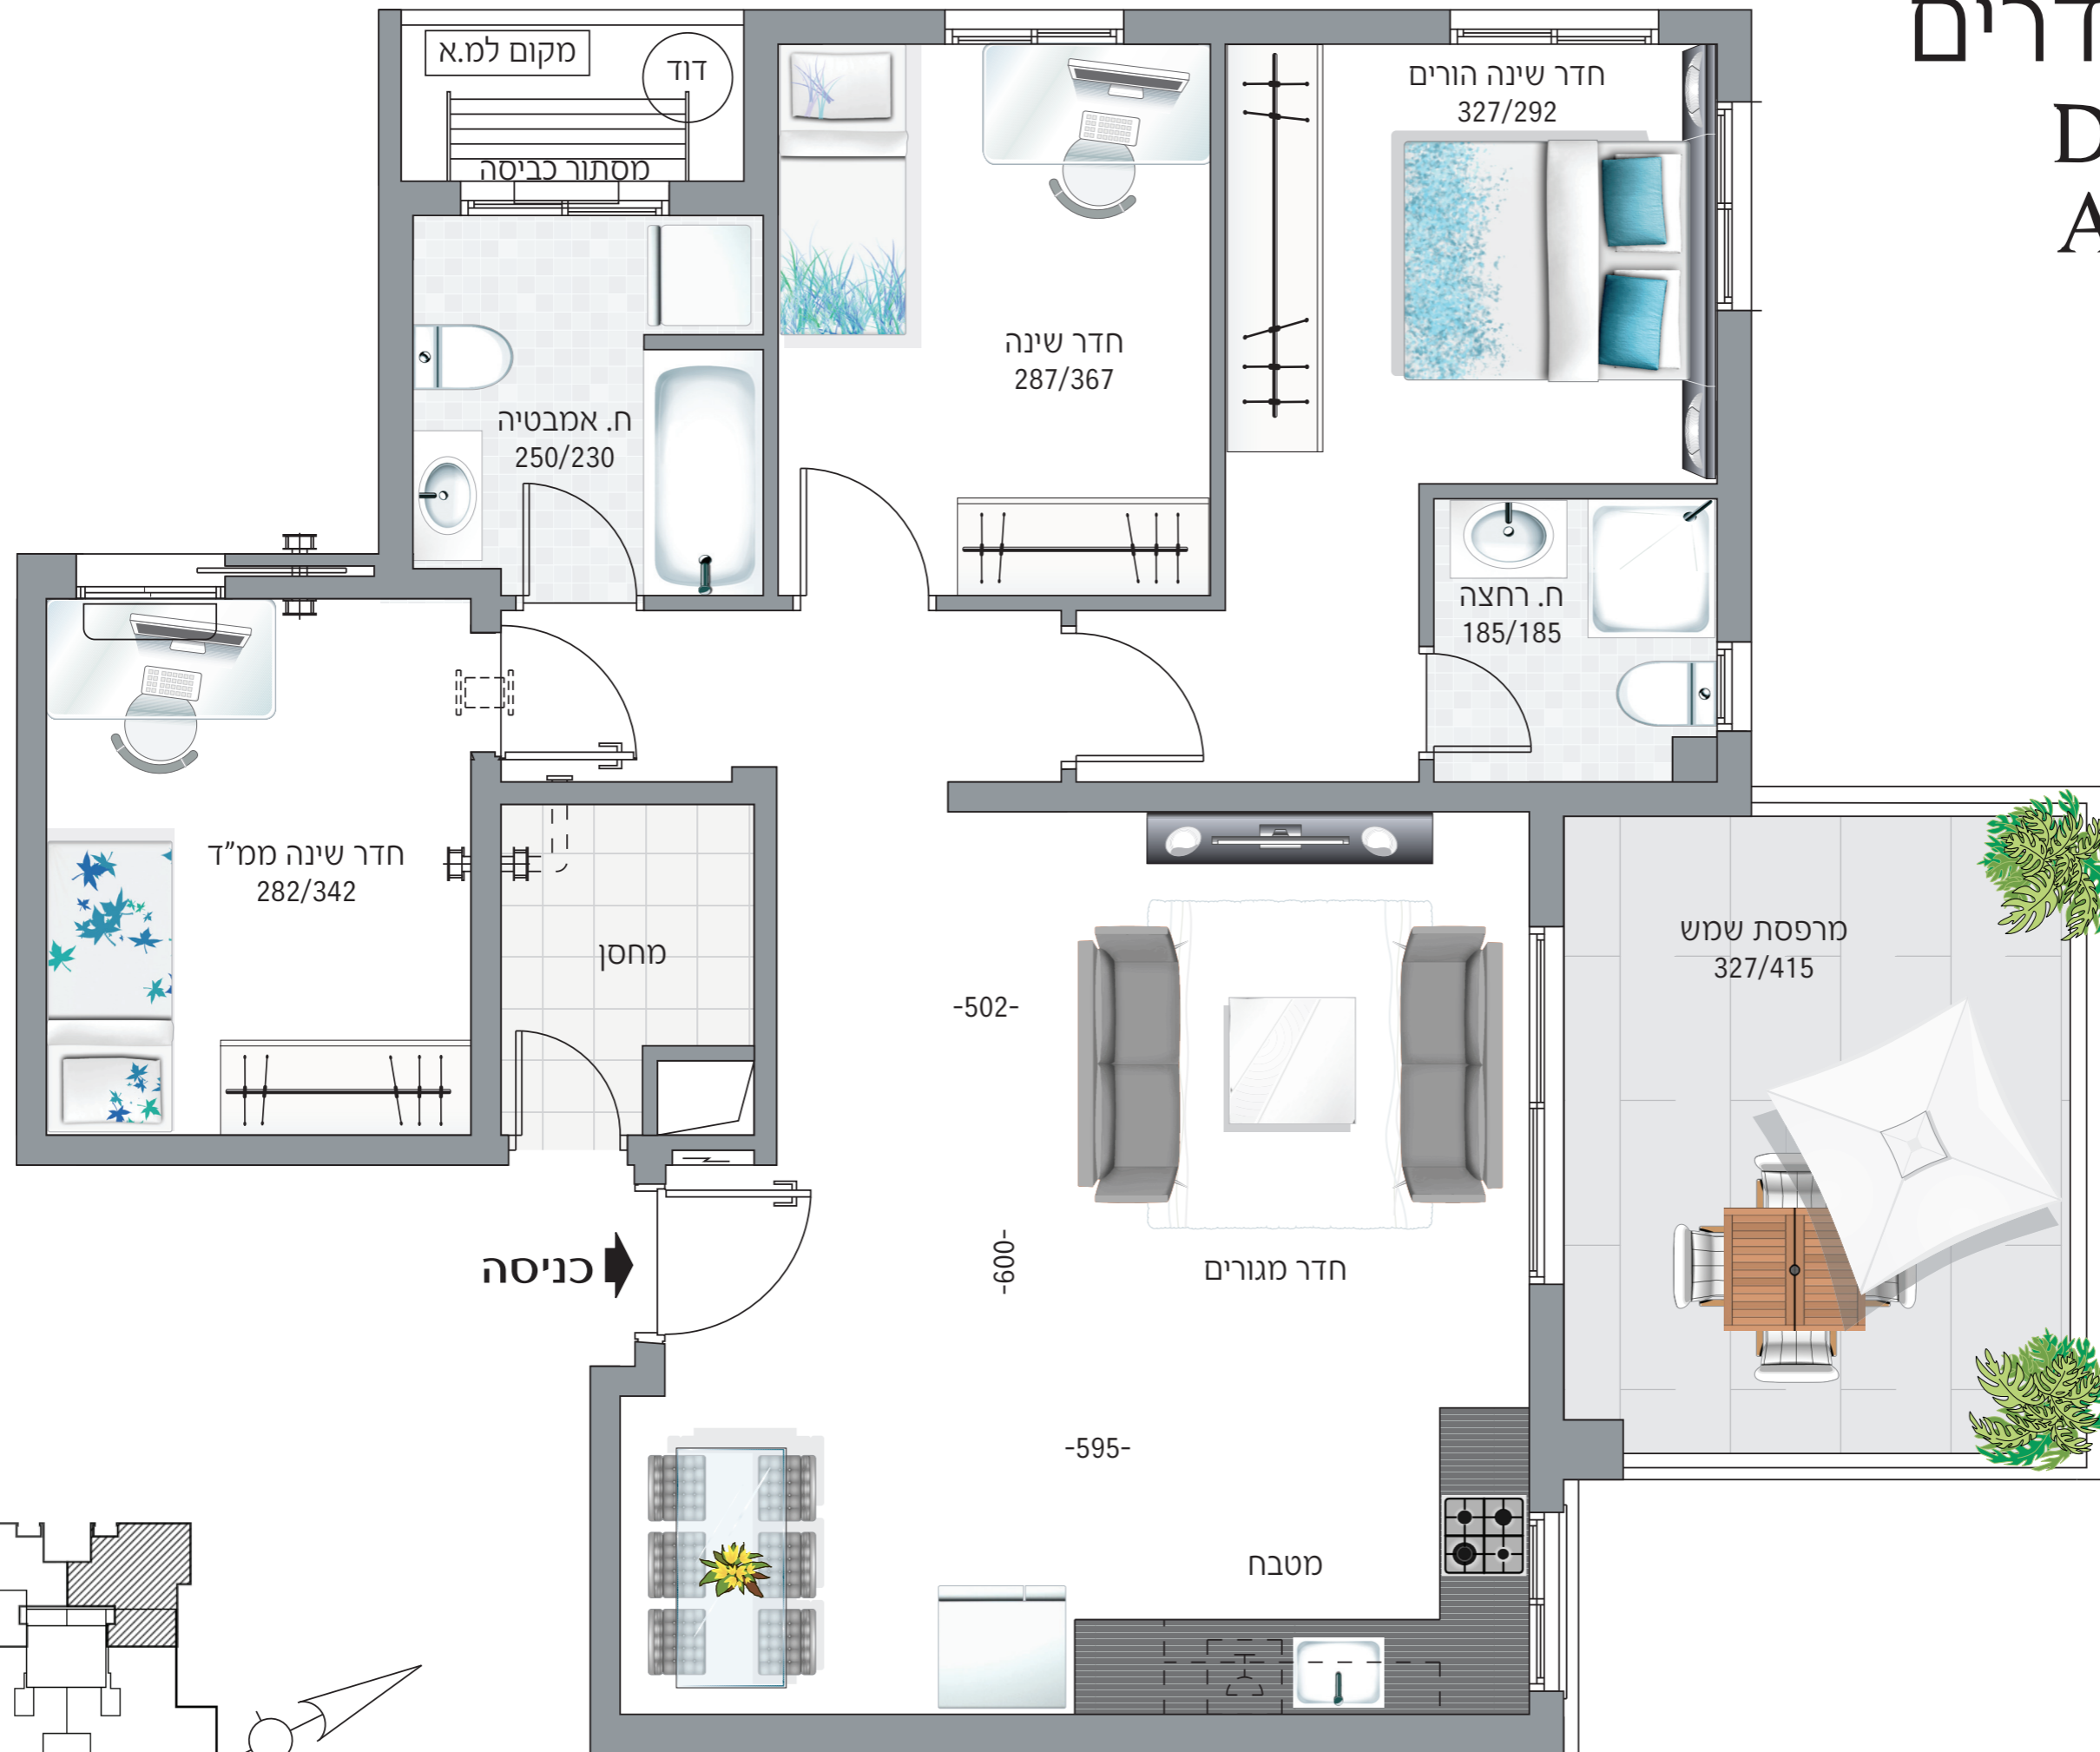 דרים
D
A
מקום למ.א
דוד
מסתור כביסה
חדר שינה הורים
327/292
חדר שינה
287/367
ח. אמבטיה
250/230
ח. רחצה
185/185
חדר שינה ממ"ד
282/342
מחסן
-502-
מרפסת שמש
327/415
כניסה
-600-
חדר מגורים
-595-
מטבח